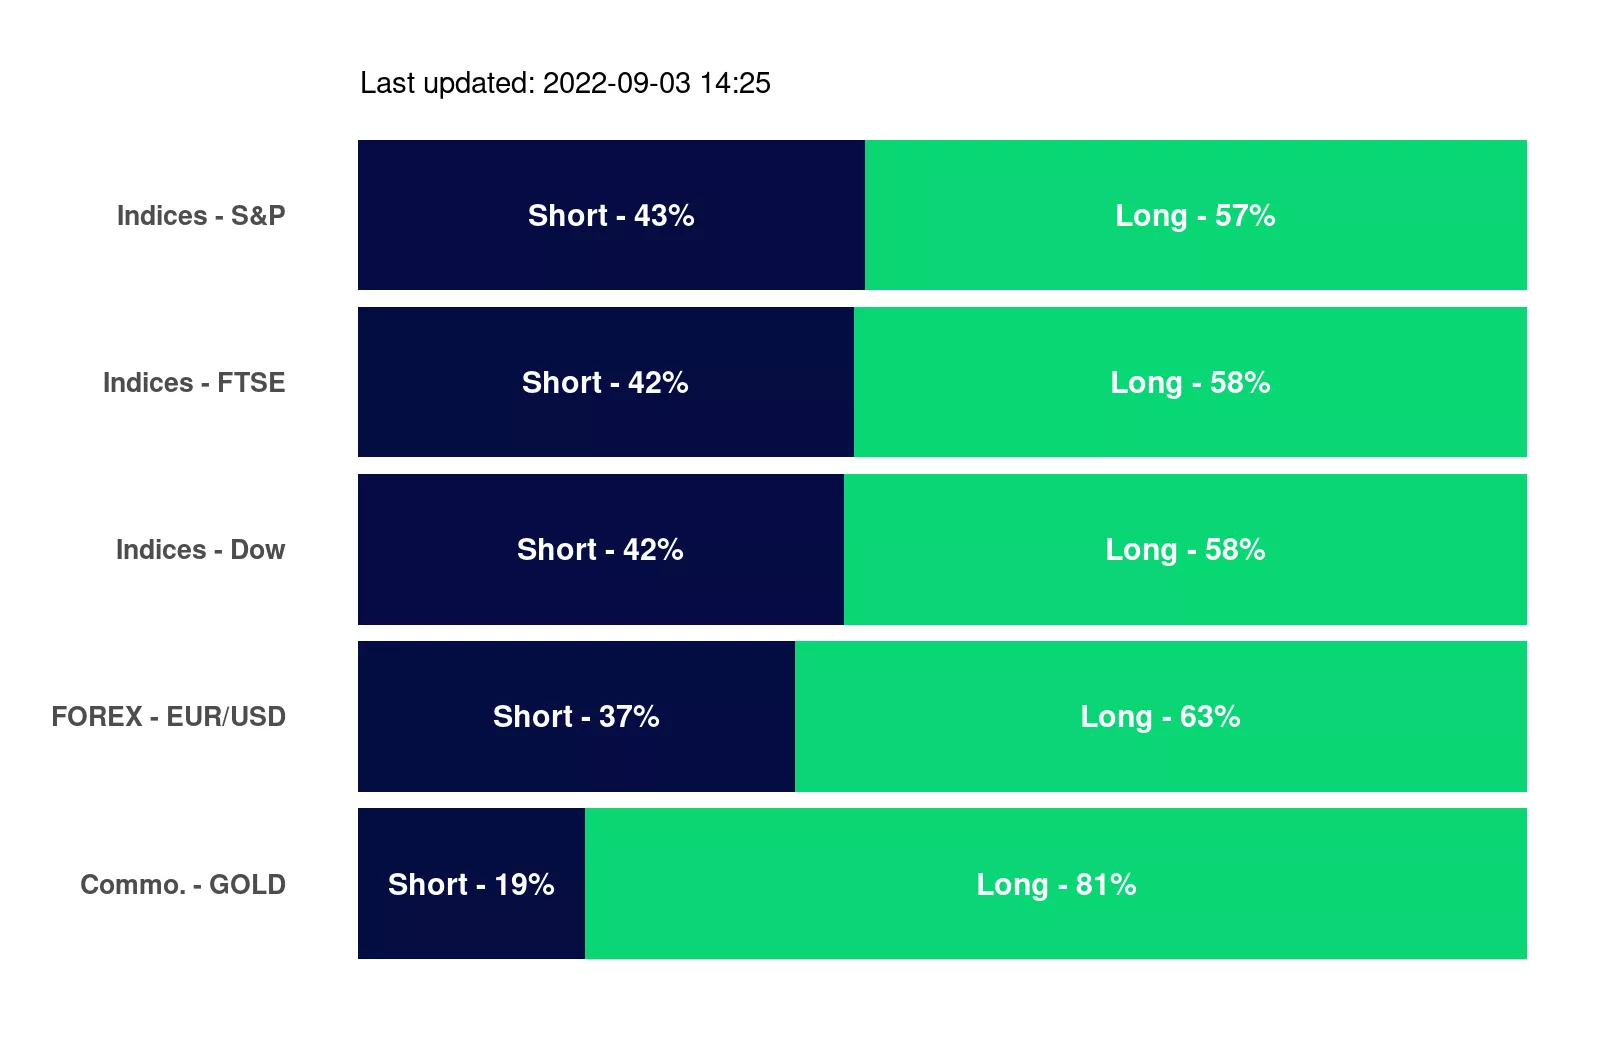 Last updated: 2022-09-03 14:25
Indices - S&P Short - 43% Long - 57%
Indices - FTSE Short - 42% Long - 58%
Indices - Dow Short - 42% Long - 58%
FOREX - EUR/USD Short - 37% Long - 63%
Commo. - GOLD Short - 19% Long - 81%